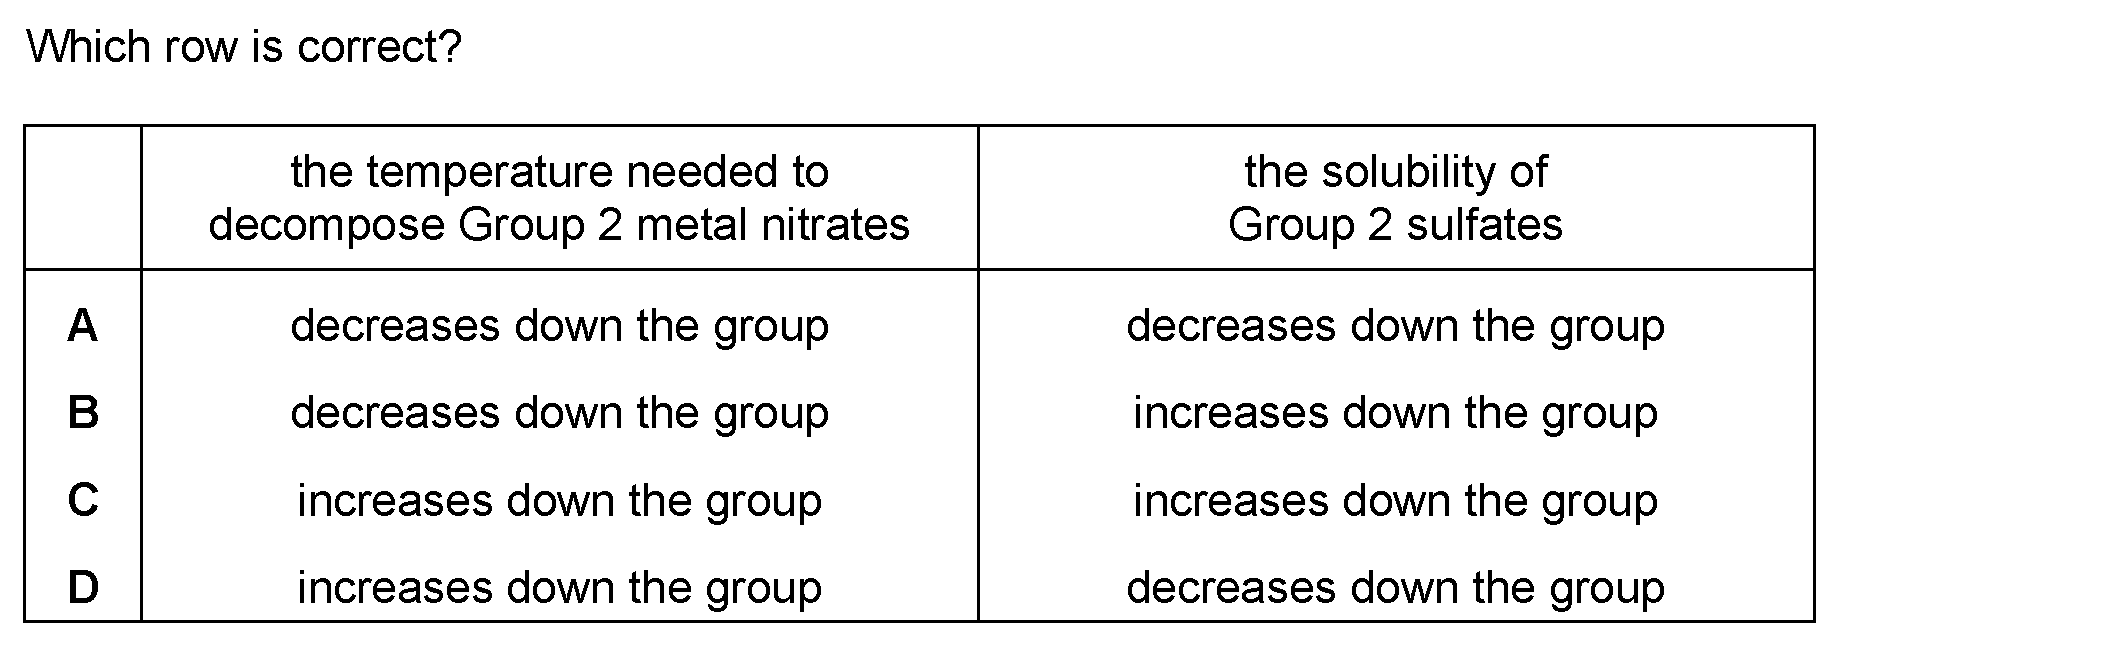 Which row is correct?
the temperature needed to
decompose Group 2 metal nitrates
the solubility of
Group 2 sulfates
A decreases down the group decreases down the group
B decreases down the group increases down the group
C increases down the group increases down the group
D increases down the group decreases down the group